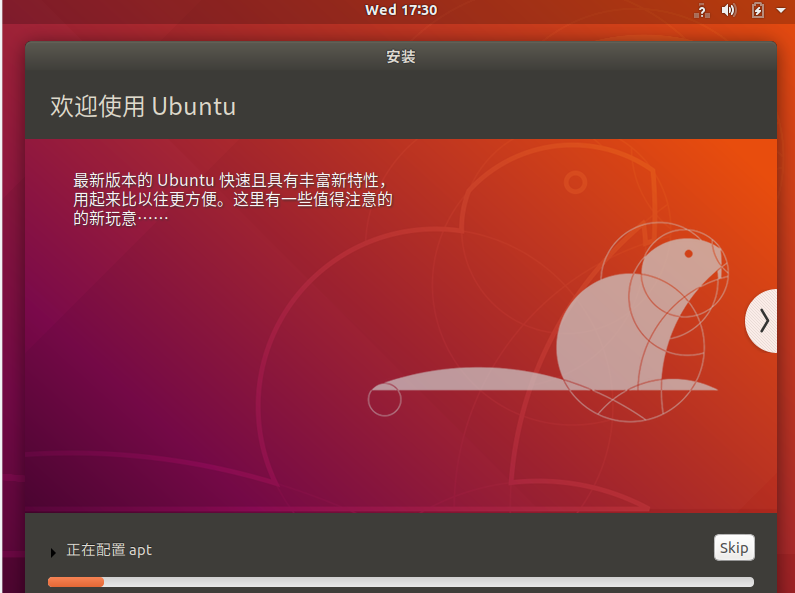 Wed 17:30
安装
欢迎使用 Ubuntu
最新版本的 Ubuntu 快速且具有丰富新特性，
用起来比以往更方便。这里有一些值得注意的
的新玩意……
正在配置 apt
Skip